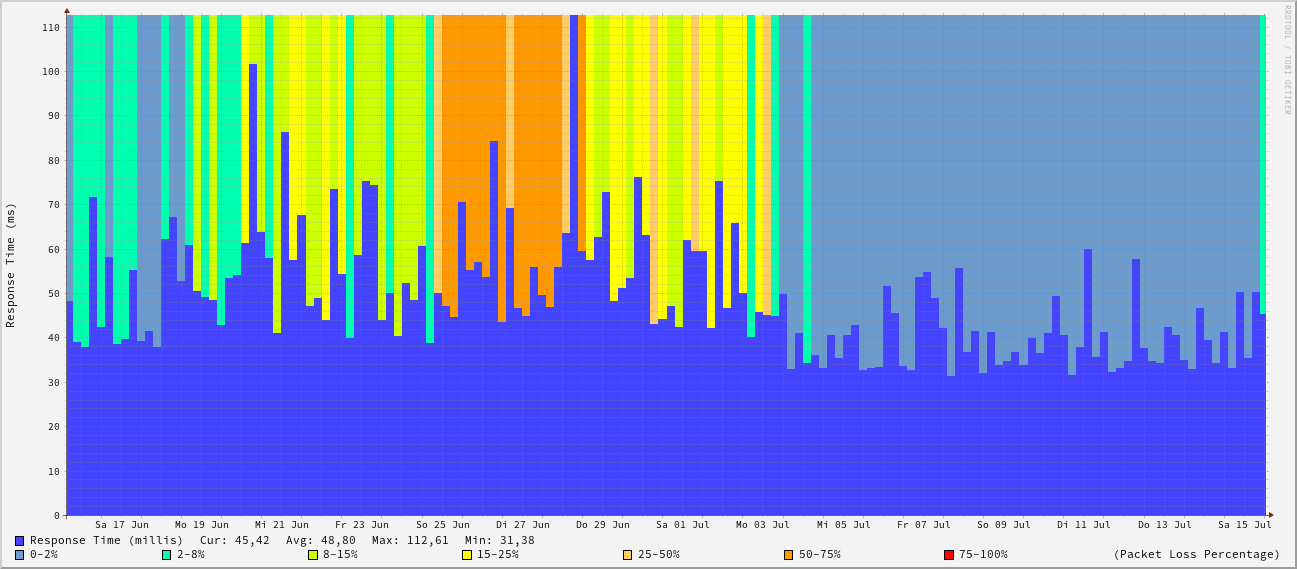 RRDTOOL / TOBI OETIKER
Response Time (ms)
110
100
90
80
70
60
50
40
30
20
10
0
Sa 17 Jun Mo 19 Jun Mi 21 Jun Fr 23 Jun So 25 Jun Di 27 Jun Do 29 Jun Sa 01 Jul Mo 03 Jul Mi 05 Jul Fr 07 Jul So 09 Jul Di 11 Jul Do 13 Jul Sa 15 Jul
Response Time (millis) Cur: 45,42 Avg: 48,80 Max: 112,61 Min: 31,38
0-2% 2-8% 8-15% 15-25% 25-50% 50-75% 75-100% (Packet Loss Percentage)